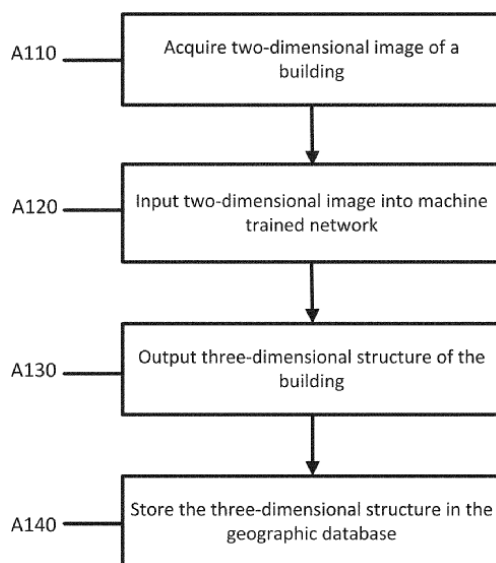 A110
Acquire two-dimensional image of a
building
A120
Input two-dimensional image into machine
trained network
A130
Output three-dimensional structure of the
building
A140
Store the three-dimensional structure in the
geographic database